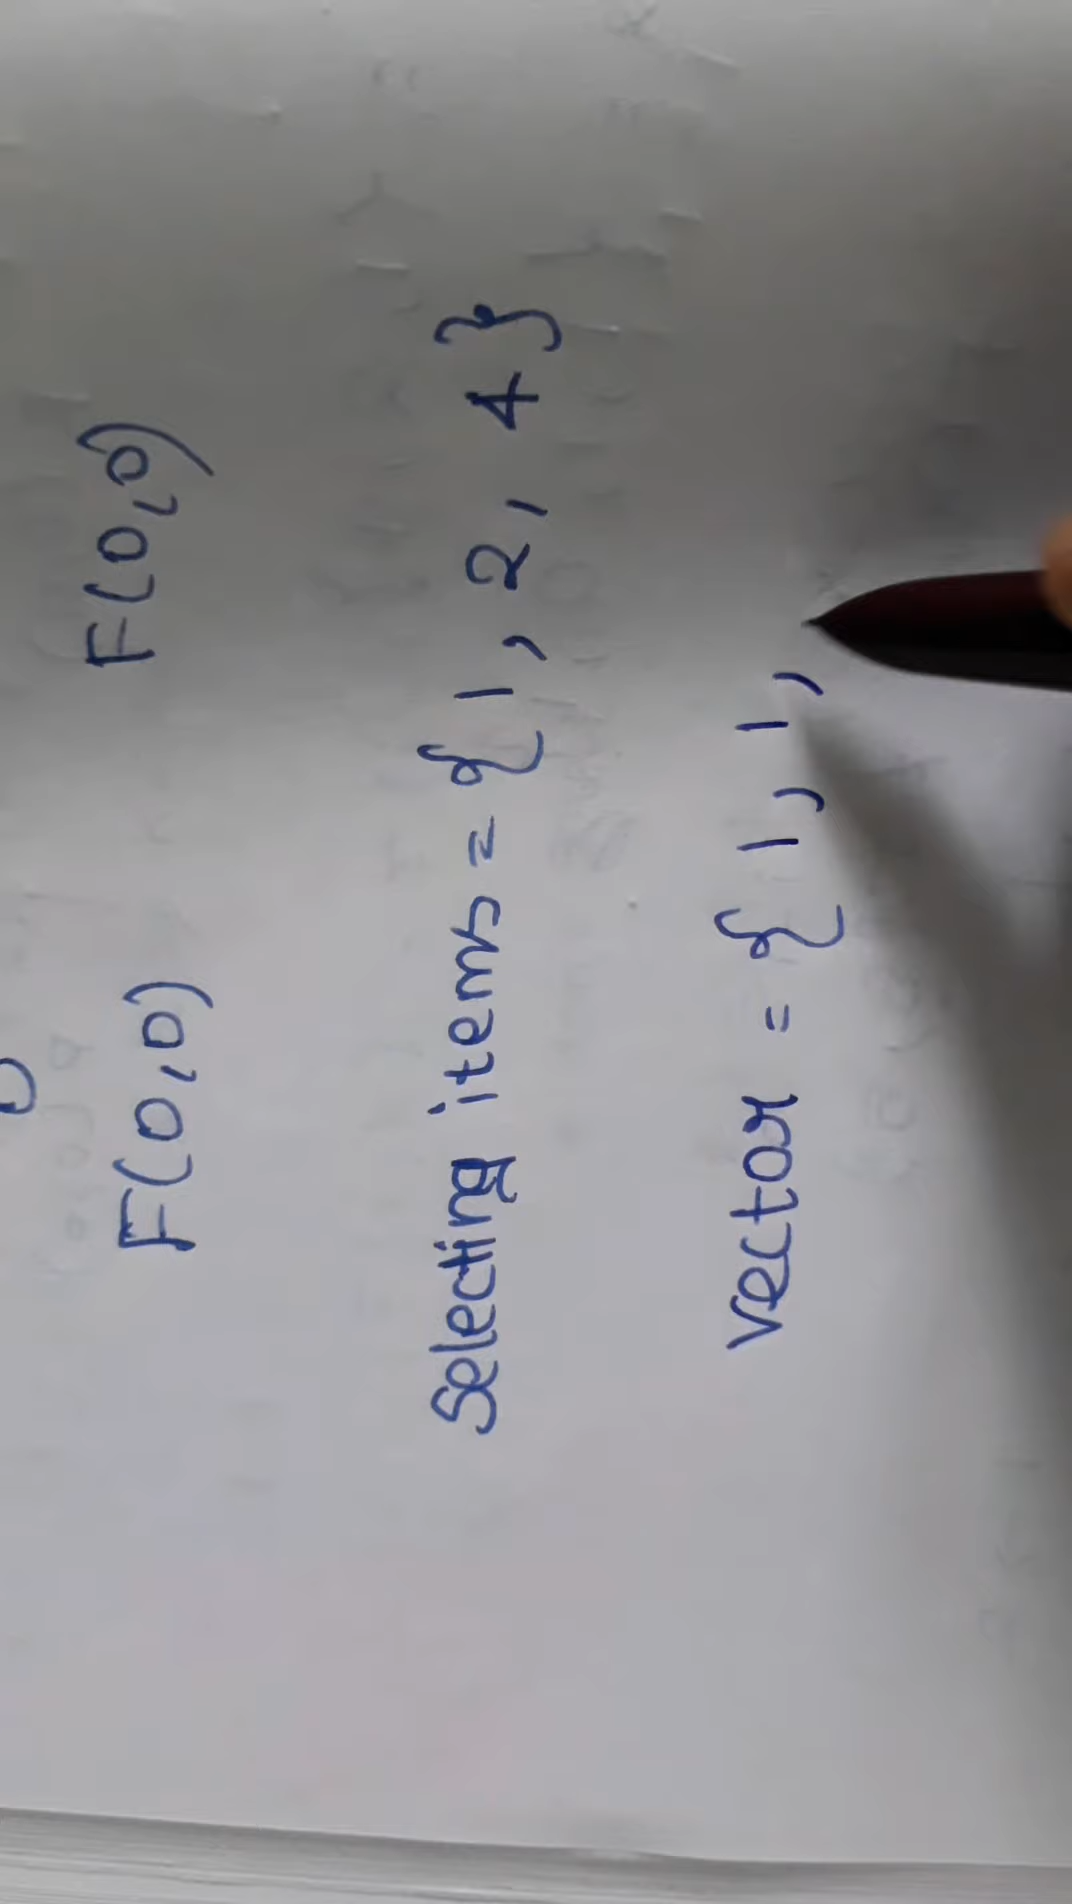 F(0,0) F(0,0)
Selecting items = {1, 2, 4}
vector = {1, 1,